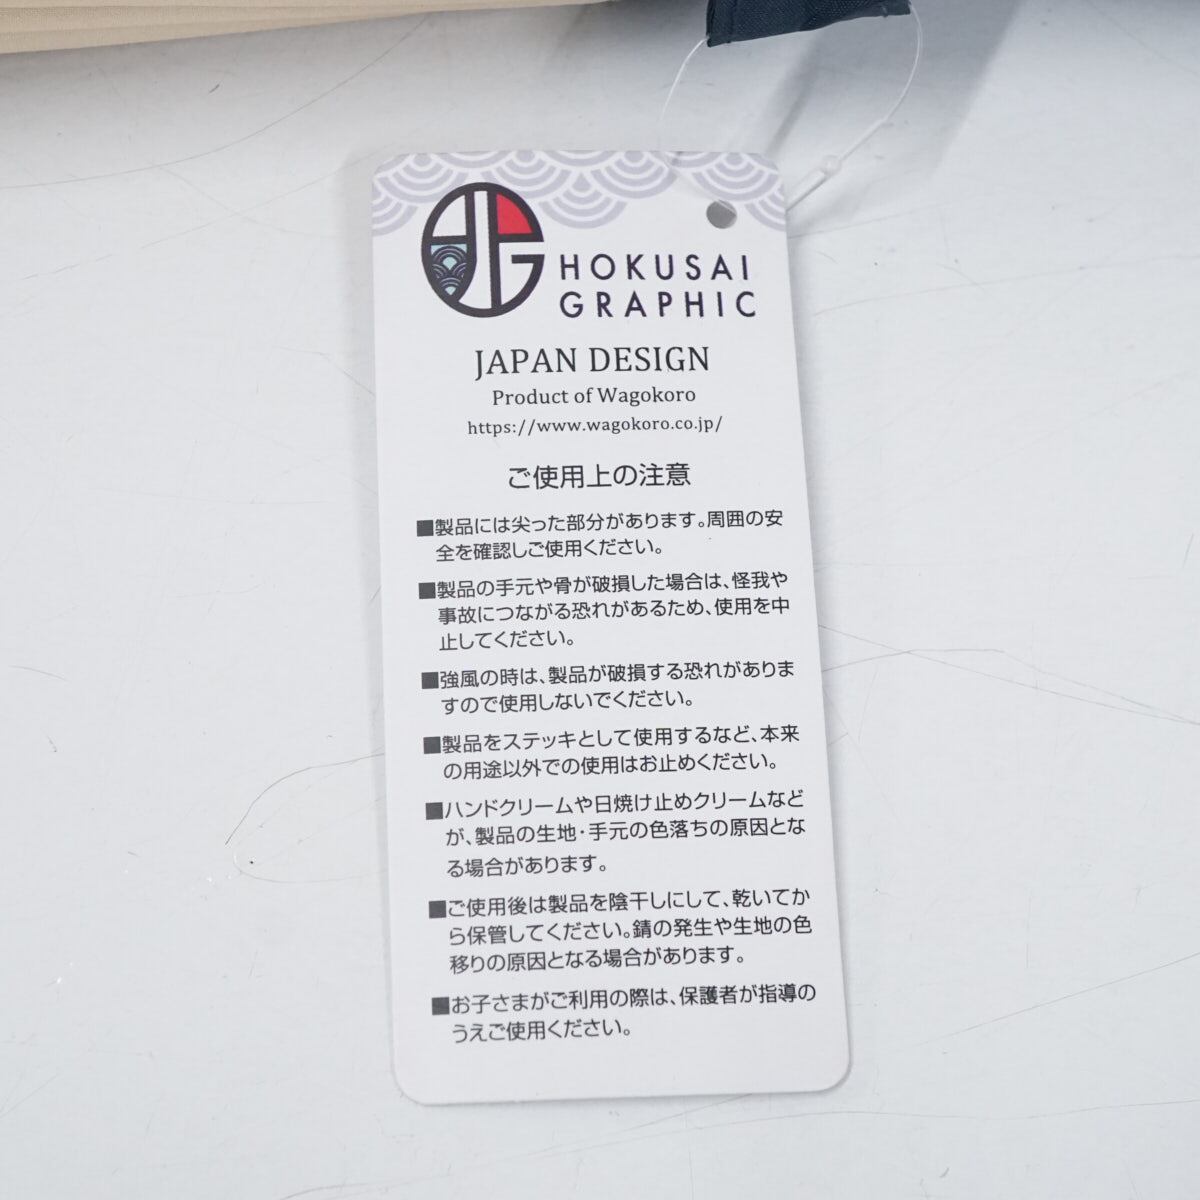 HOKUSAI
GRAPHIC
JAPAN DESIGN
Product of Wagokoro
https://www.wagokoro.co.jp/
ご使用上の注意
■製品には尖った部分があります。周囲の安
全を確認しご使用ください。
■製品の手元や骨が破損した場合は、怪我や
事故につながる恐れがあるため、使用を中
止してください。
■強風の時は、製品が破損する恐れがありま
すので使用しないでください。
■製品をステッキとして使用するなど、本来
の用途以外での使用はお止めください。
■ハンドクリームや日焼け止めクリームなど
が、製品の生地・手元の色落ちの原因とな
る場合があります。
■ご使用後は製品を陰干しにして、乾いてか
ら保管してください。錆の発生や生地の色
移りの原因となる場合があります。
■お子さまがご利用の際は、保護者が指導の
うえご使用ください。